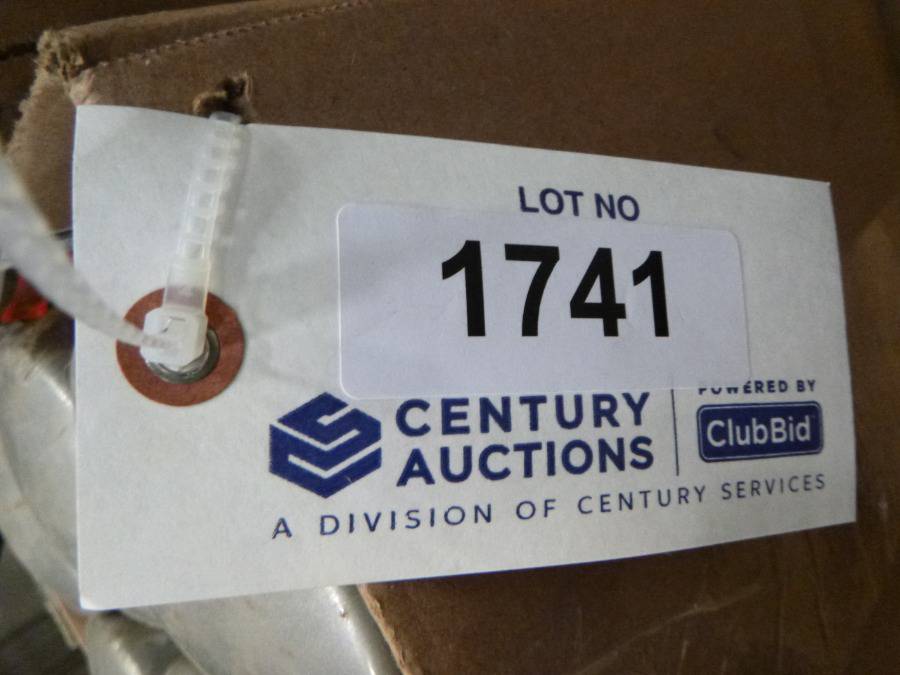 LOT NO
1741
CENTURY
AUCTIONS
POWERED BY
ClubBid
A DIVISION OF CENTURY SERVICES